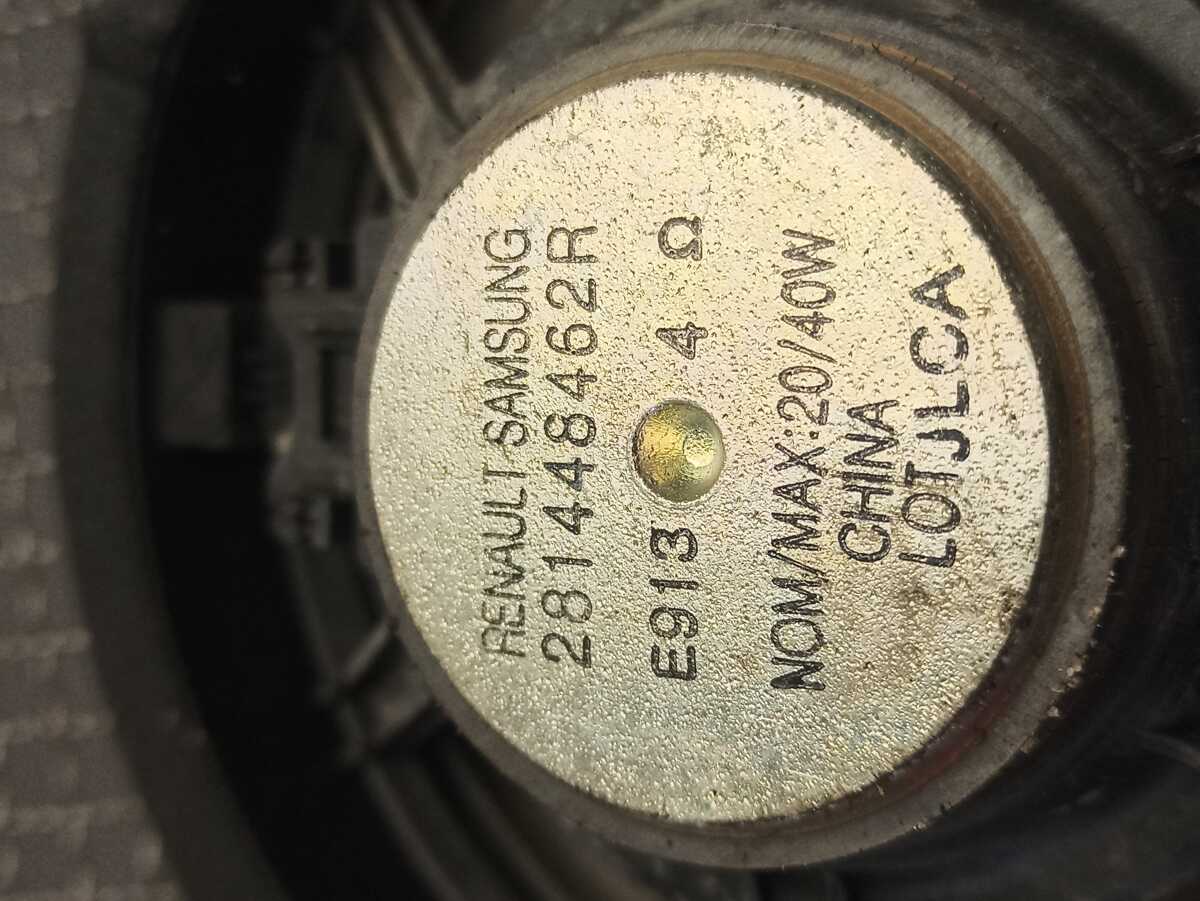 RENAULT-SAMSUNG
281448462R
E913 4 Ω
NOM/MAX:20/40W
CHINA
LOTJLCA